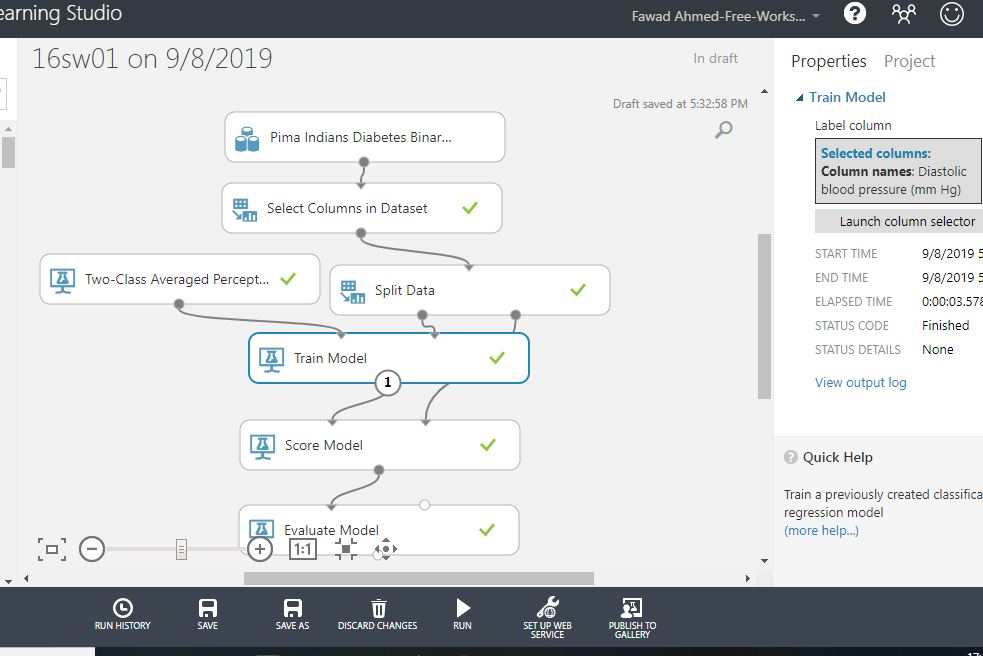 earning Studio
Fawad Ahmed-Free-Works...
?
16sw01 on 9/8/2019
In draft
Draft saved at 5:32:58 PM
Pima Indians Diabetes Binar...
Select Columns in Dataset
Two-Class Averaged Percept...
Split Data
Train Model
1
Score Model
Evaluate Model
1:1
Properties Project
Train Model
Label column
Selected columns:
Column names: Diastolic
blood pressure (mm Hg)
Launch column selector
START TIME 9/8/2019 5
END TIME 9/8/2019 5
ELAPSED TIME 0:00:03.578
STATUS CODE Finished
STATUS DETAILS None
View output log
? Quick Help
Train a previously created classifica
regression model
(more help...)
RUN HISTORY
SAVE
SAVE AS
DISCARD CHANGES
RUN
SET UP WEB
SERVICE
PUBLISH TO
GALLERY